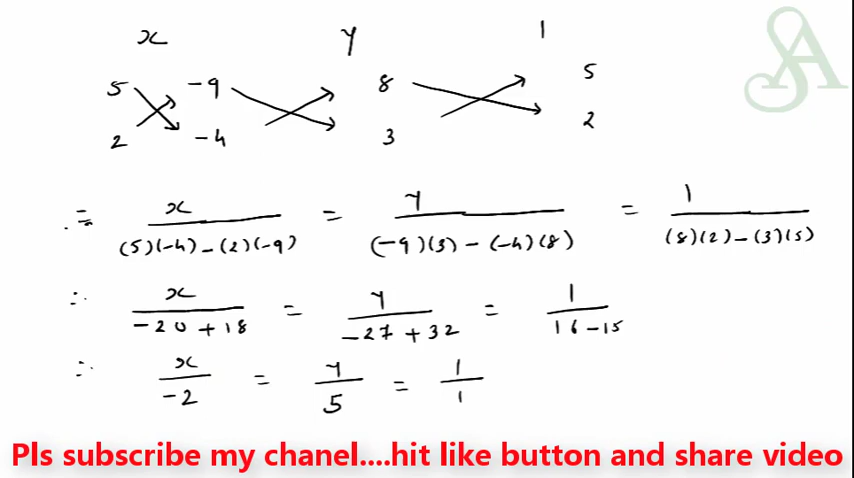 x y 1
5 -9 8 5
2 -4 3 2
∴ x/((5)(-4) - (2)(-9)) = y/((-9)(3) - (-4)(8)) = 1/((8)(2) - (3)(5))
∴ x/(-20 + 18) = y/(-27 + 32) = 1/(16 - 15)
∴ x/-2 = y/5 = 1/1
Pls subscribe my chanel....hit like button and share video